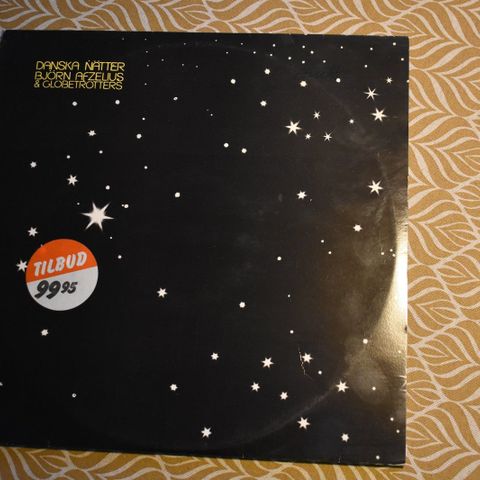 DANSKA NÄTTER
BJÖRN AFZELIUS
& GLOBETROTTERS
TILBUD
99 95